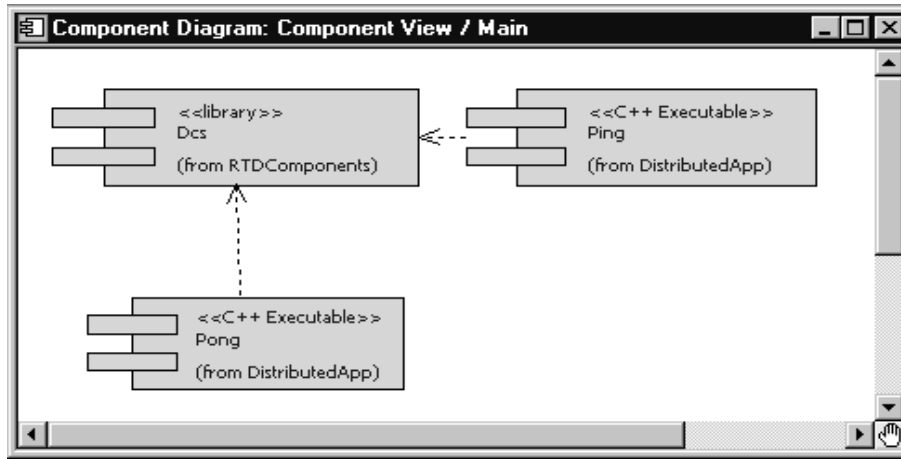 Component Diagram: Component View / Main
<<library>>
Dcs
(from RTDComponents)
<<C++ Executable>>
Ping
(from DistributedApp)
<<C++ Executable>>
Pong
(from DistributedApp)